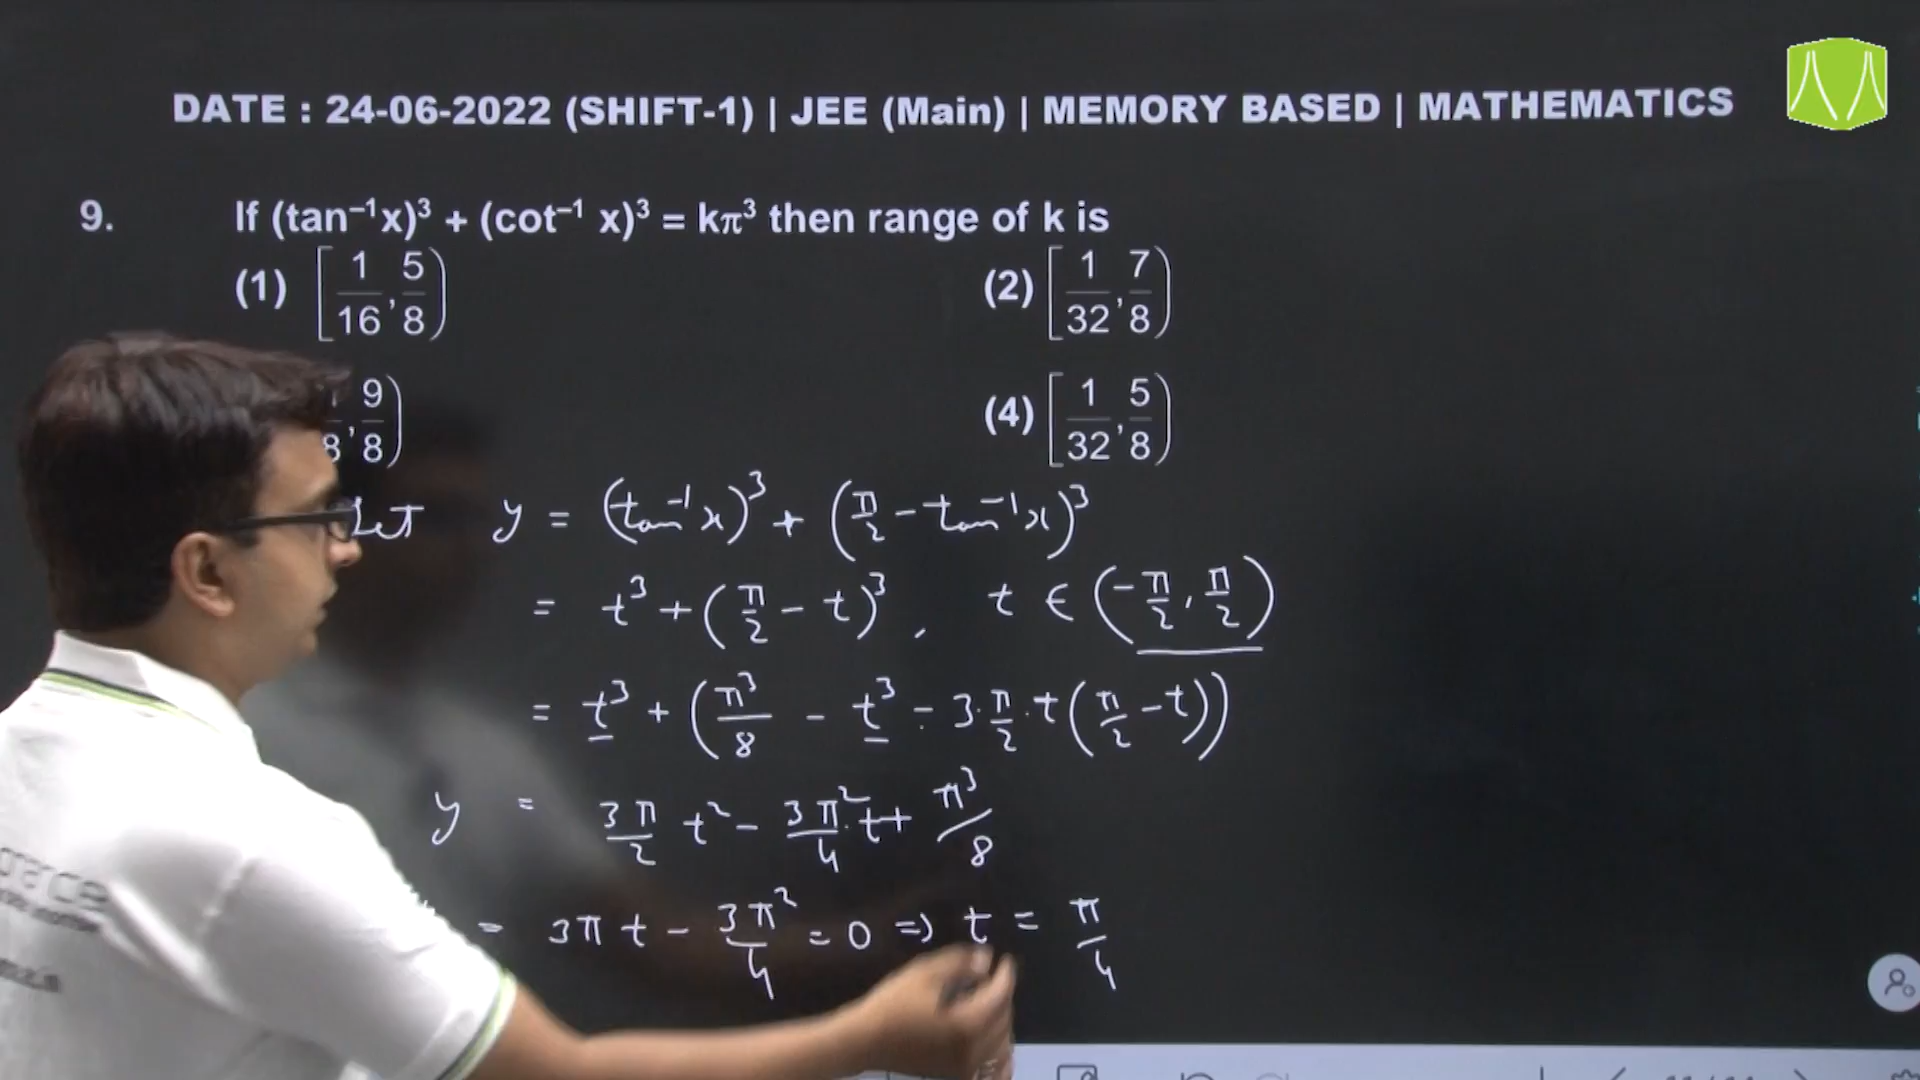 DATE : 24-06-2022 (SHIFT-1) | JEE (Main) | MEMORY BASED | MATHEMATICS
9. If (tan⁻¹x)³ + (cot⁻¹ x)³ = kπ³ then range of k is
(1) [1/16, 5/8)
(2) [1/32, 7/8)
8, 9/8)
(4) [1/32, 5/8)
Let y = (tan⁻¹x)³ + (π/2 - tan⁻¹x)³
= t³ + (π/2 - t)³, t ∈ (-π/2, π/2)
= t³ + (π³/8 - t³ - 3·π/2·t(π/2 - t))
y = 3π/2 t² - 3π²/4·t + π³/8
= 3π t - 3π²/4 = 0 ⇒ t = π/4